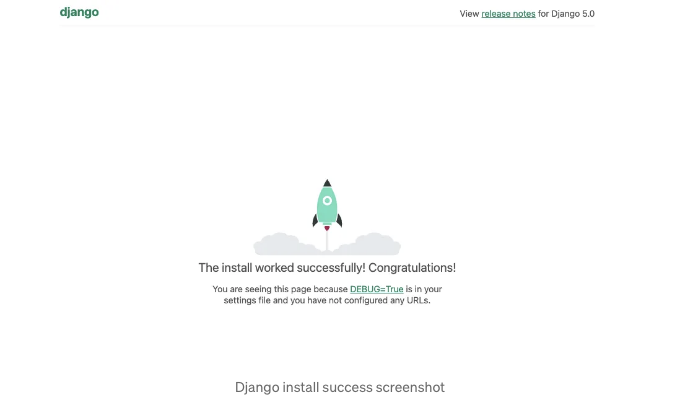 django
View release notes for Django 5.0
The install worked successfully! Congratulations!
You are seeing this page because DEBUG=True is in your
settings file and you have not configured any URLs.
Django install success screenshot